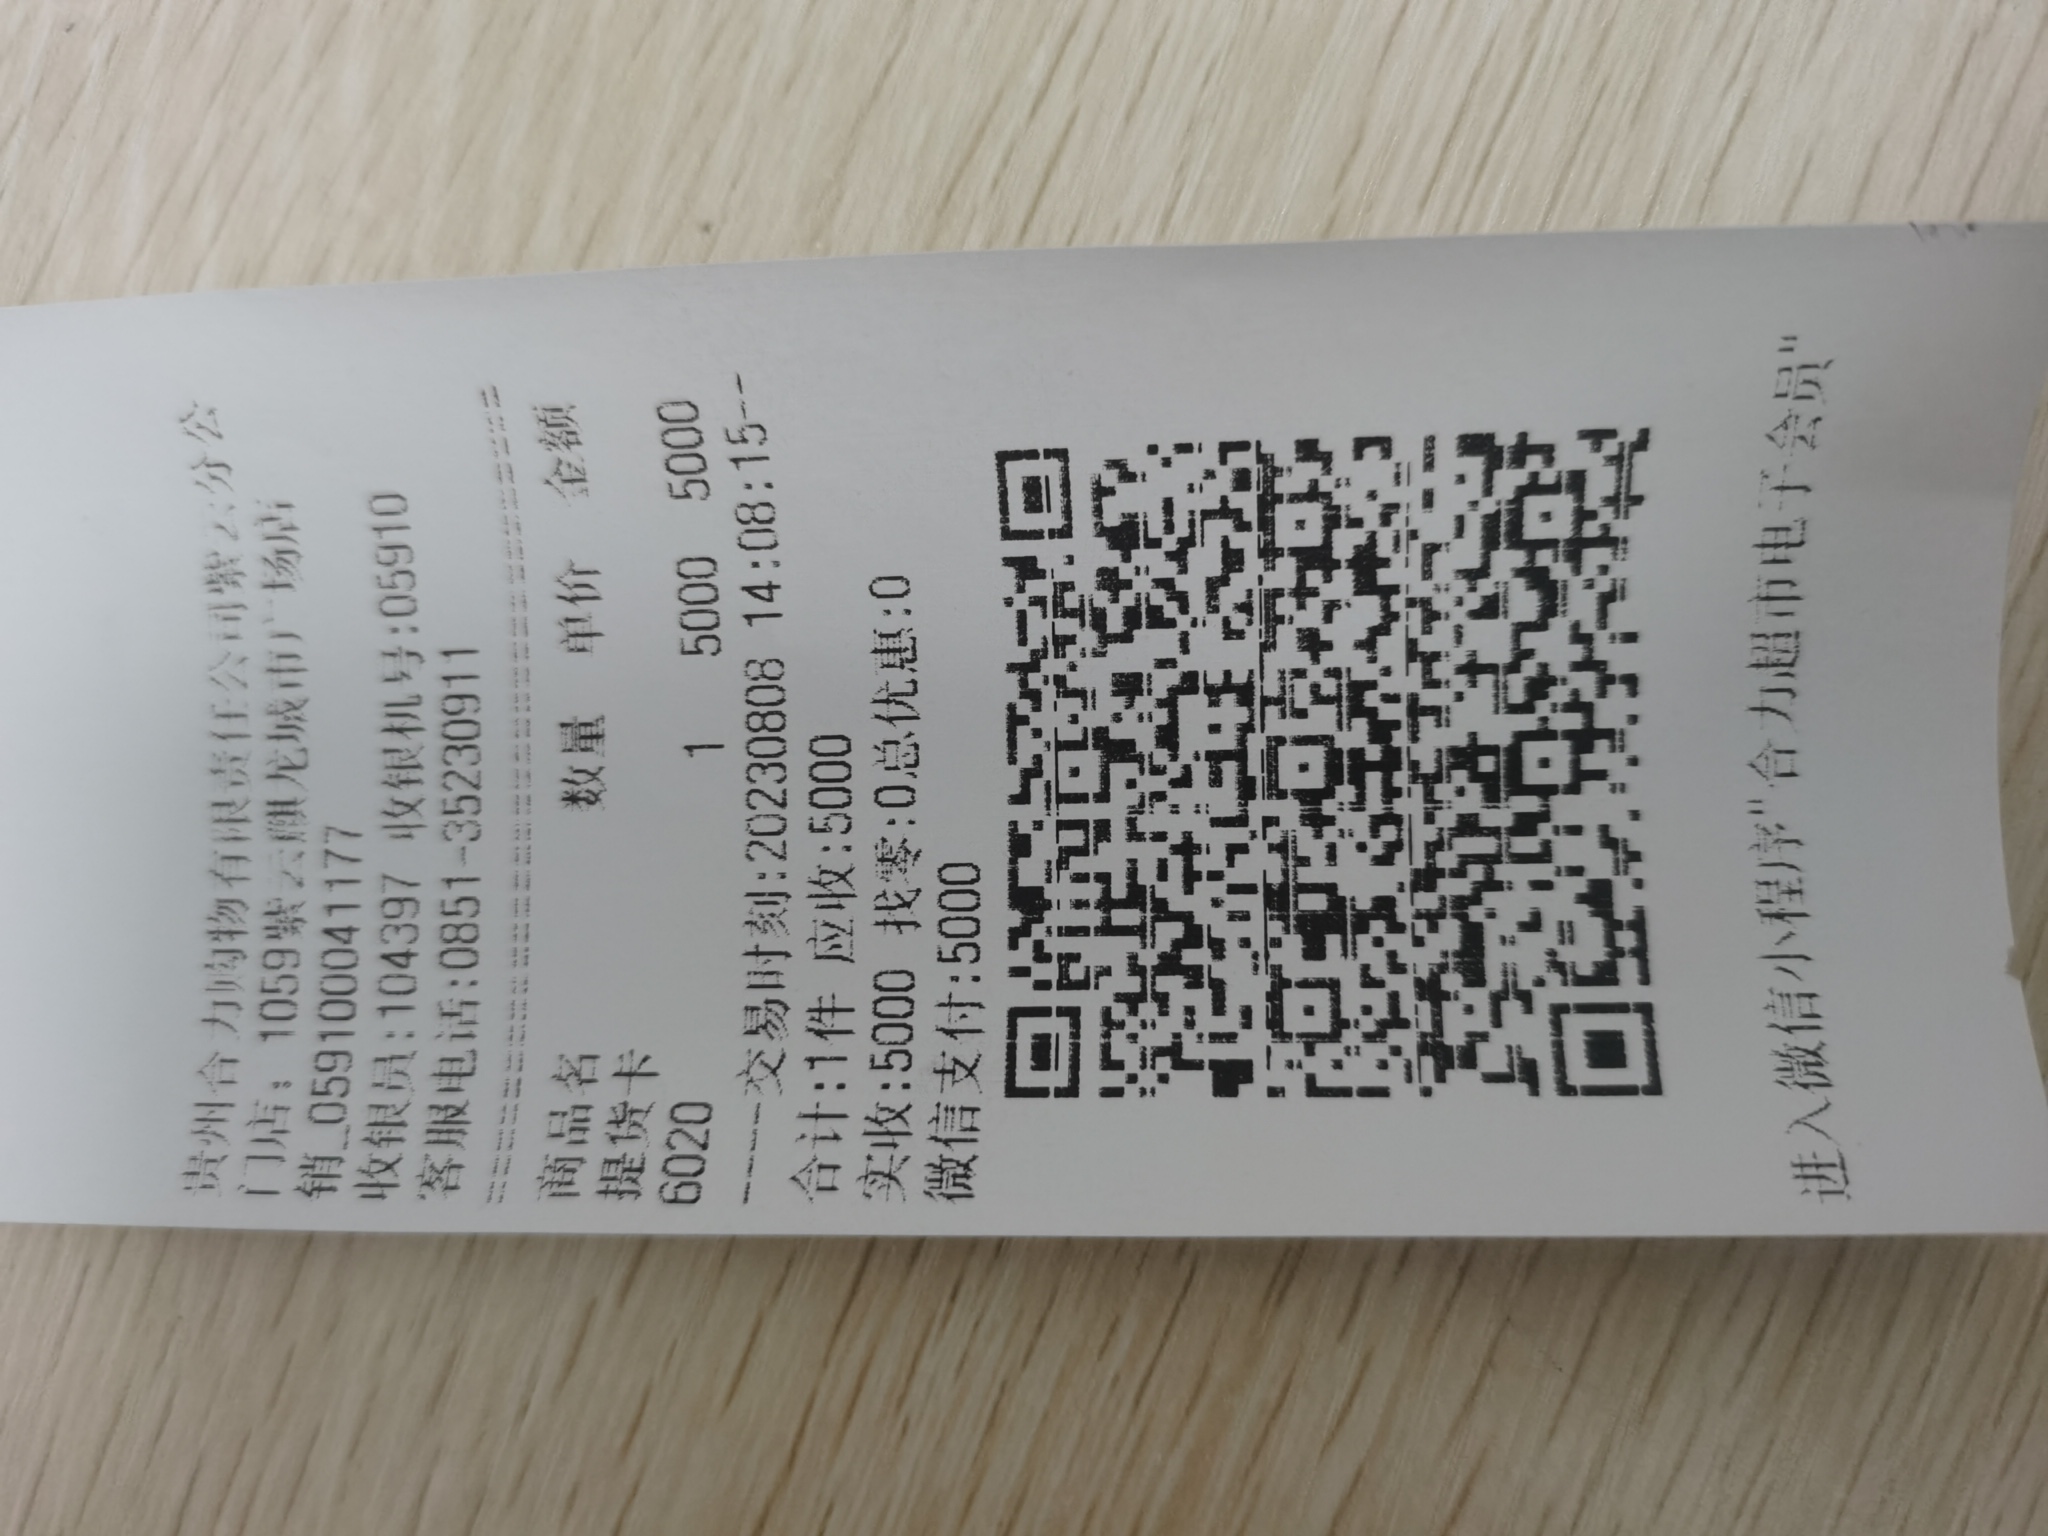 贵州合力购物有限责任公司紫云分公
门店: 1059紫云麒龙城市广场店
销_0591000041177
收银员:104397 收银机号:05910
客服电话:0851-35230911
商品名 数量 单价 金额
提货卡
6020 1 5000 5000
----交易时刻:20230808 14:08:15--
合计:1件 应收:5000
实收:5000 找零:0总优惠:0
微信支付:5000
进入微信小程序"合力超市电子会员"